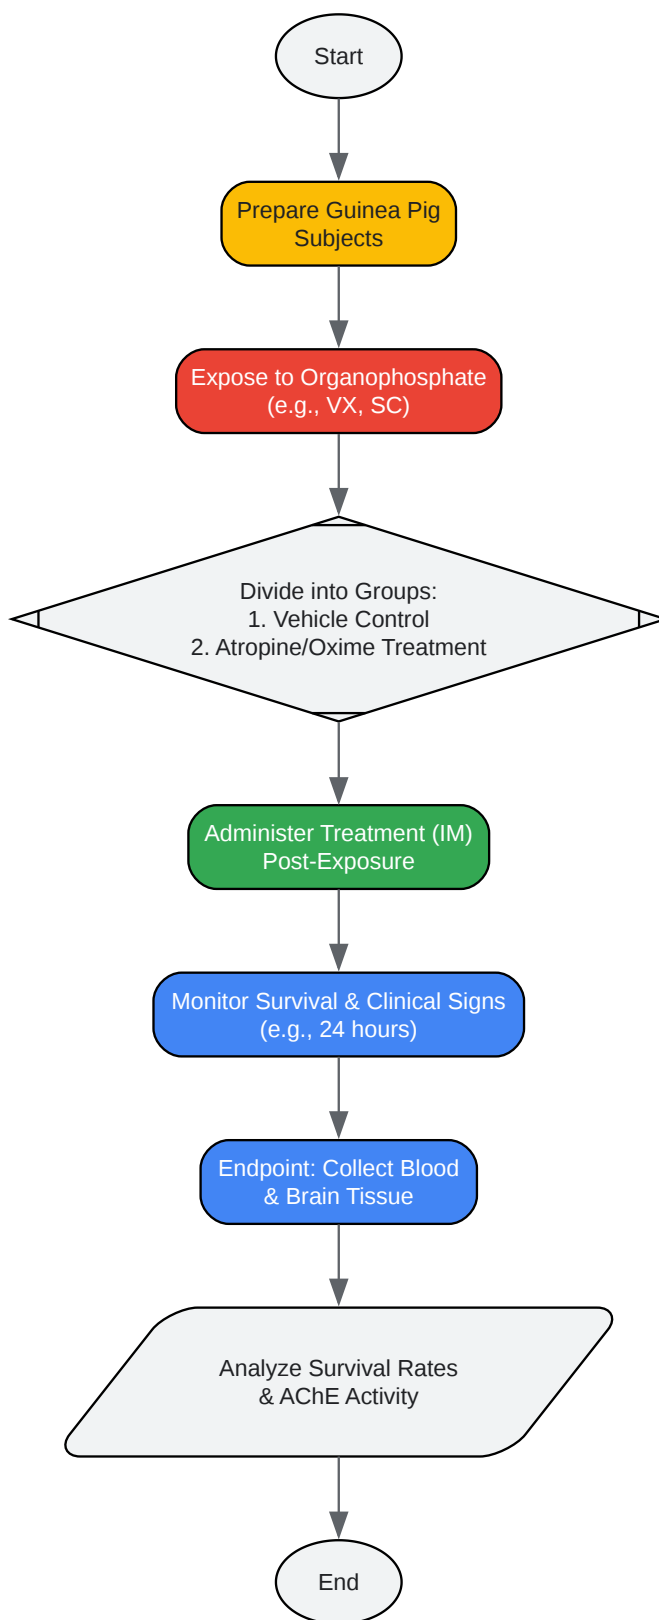 Start
Prepare Guinea Pig
Subjects
Expose to Organophosphate
(e.g., VX, SC)
Divide into Groups:
1. Vehicle Control
2. Atropine/Oxime Treatment
Administer Treatment (IM)
Post-Exposure
Monitor Survival & Clinical Signs
(e.g., 24 hours)
Endpoint: Collect Blood
& Brain Tissue
Analyze Survival Rates
& AChE Activity
End